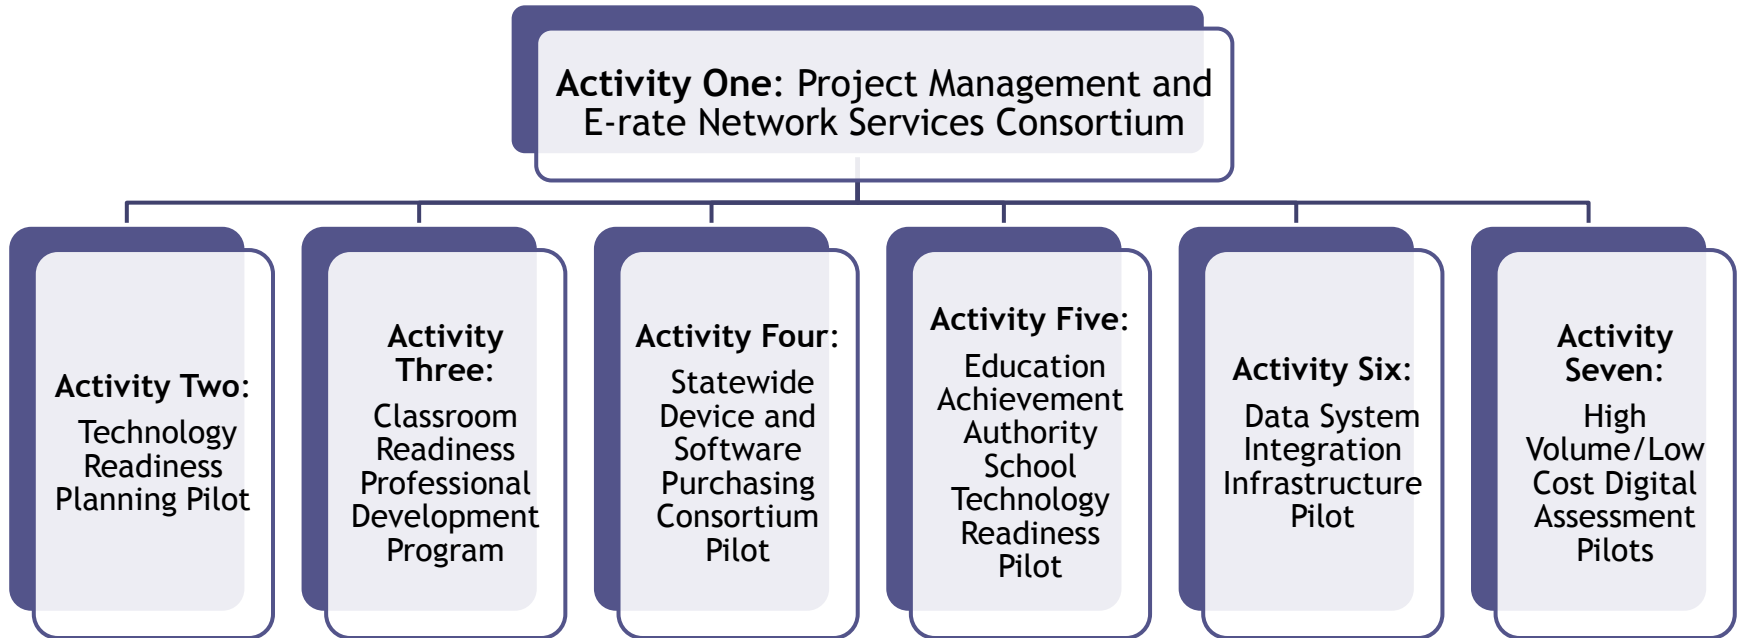 Activity One: Project Management and
E-rate Network Services Consortium
Activity Two:
Technology
Readiness
Planning Pilot
Activity
Three:
Classroom
Readiness
Professional
Development
Program
Activity Four:
Statewide
Device and
Software
Purchasing
Consortium
Pilot
Activity Five:
Education
Achievement
Authority
School
Technology
Readiness
Pilot
Activity Six:
Data System
Integration
Infrastructure
Pilot
Activity
Seven:
High
Volume/Low
Cost Digital
Assessment
Pilots